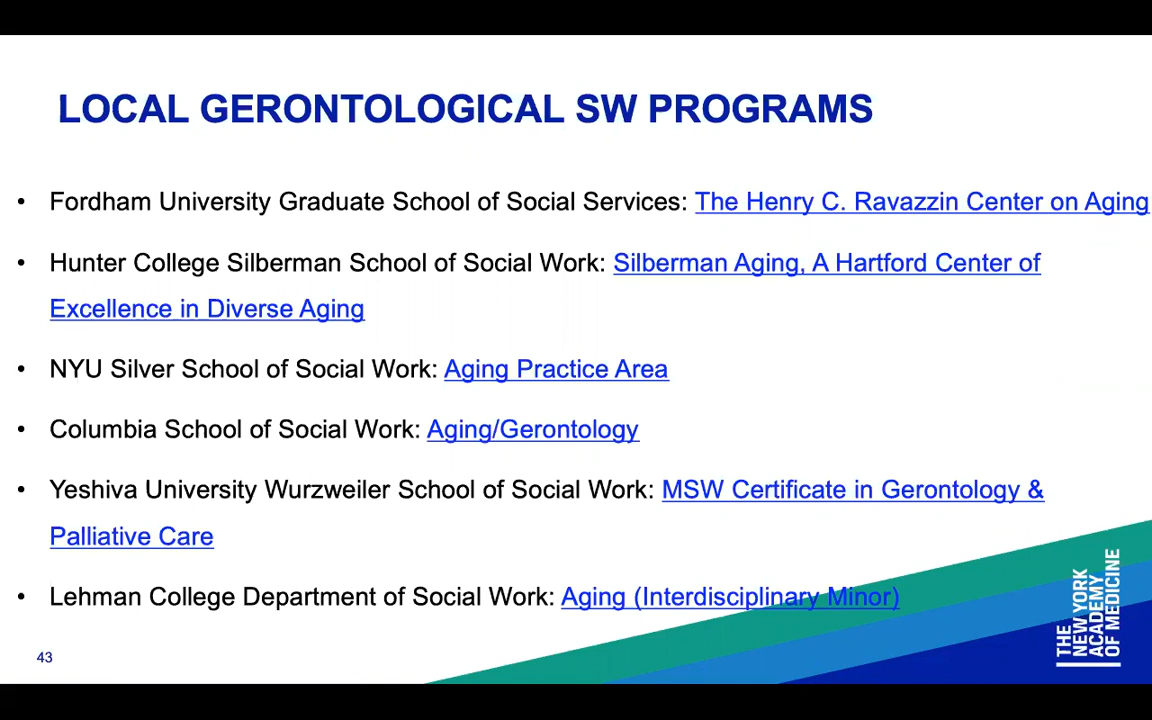 LOCAL GERONTOLOGICAL SW PROGRAMS
• Fordham University Graduate School of Social Services: The Henry C. Ravazzin Center on Aging
• Hunter College Silberman School of Social Work: Silberman Aging, A Hartford Center of
Excellence in Diverse Aging
• NYU Silver School of Social Work: Aging Practice Area
• Columbia School of Social Work: Aging/Gerontology
• Yeshiva University Wurzweiler School of Social Work: MSW Certificate in Gerontology &
Palliative Care
• Lehman College Department of Social Work: Aging (Interdisciplinary Minor)
43
THE
NEW YORK
ACADEMY
OF MEDICINE